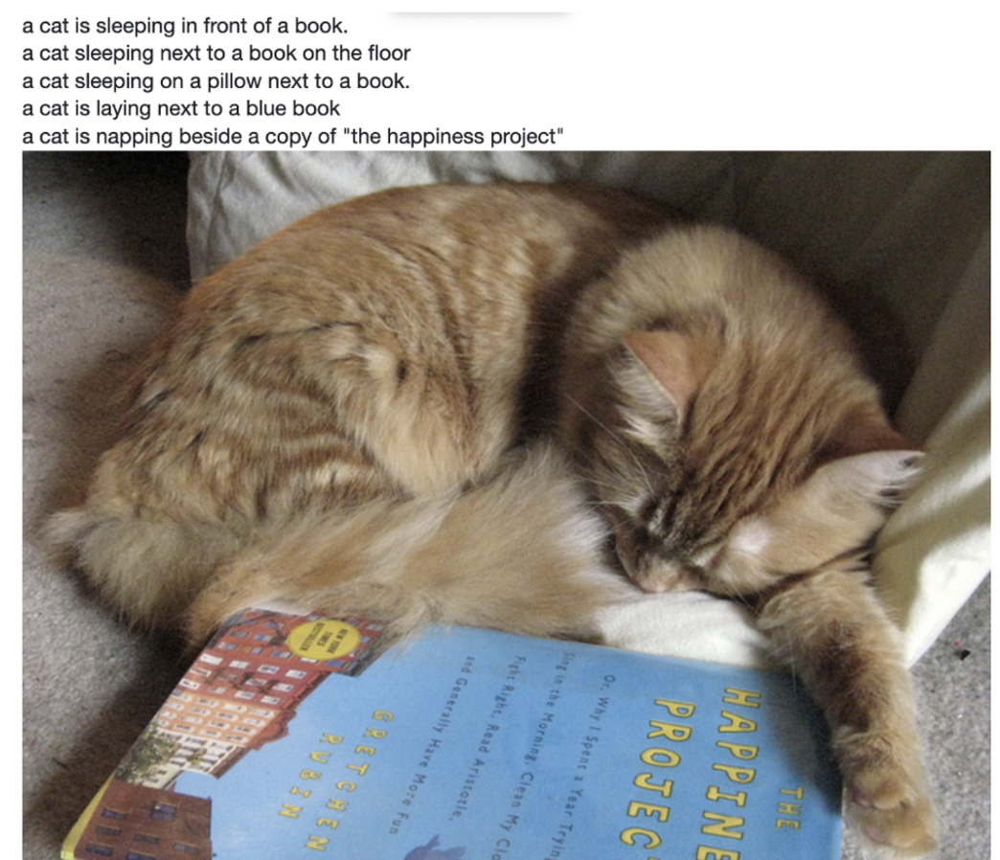 a cat is sleeping in front of a book.
a cat sleeping next to a book on the floor
a cat sleeping on a pillow next to a book.
a cat is laying next to a blue book
a cat is napping beside a copy of "the happiness project"
THE
HAPPINE
PROJEC
Or, Why I Spent a Year Trying
Sing in the Morning, Clean My Clo
Fight Right, Read Aristotle,
and Generally Have More Fun
GRETCHEN
RUBIN
NEW YORK
TIMES
BESTSELLER